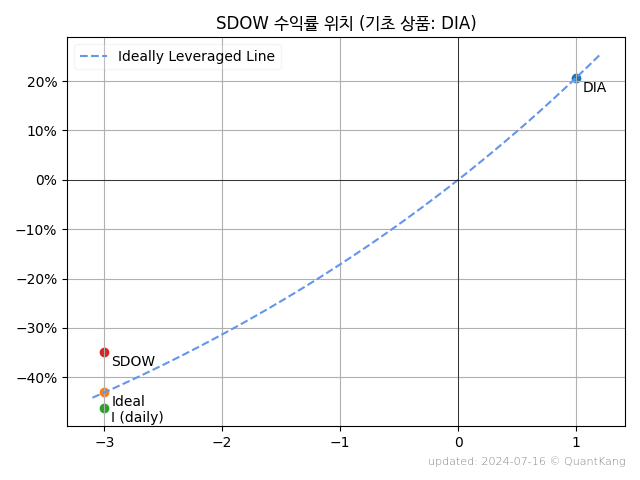 SDOW 수익률 위치 (기초 상품: DIA)
Ideally Leveraged Line
20%
10%
0%
−10%
−20%
−30%
−40%
DIA
SDOW
Ideal
I (daily)
−3
−2
−1
0
1
updated: 2024-07-16 © QuantKang